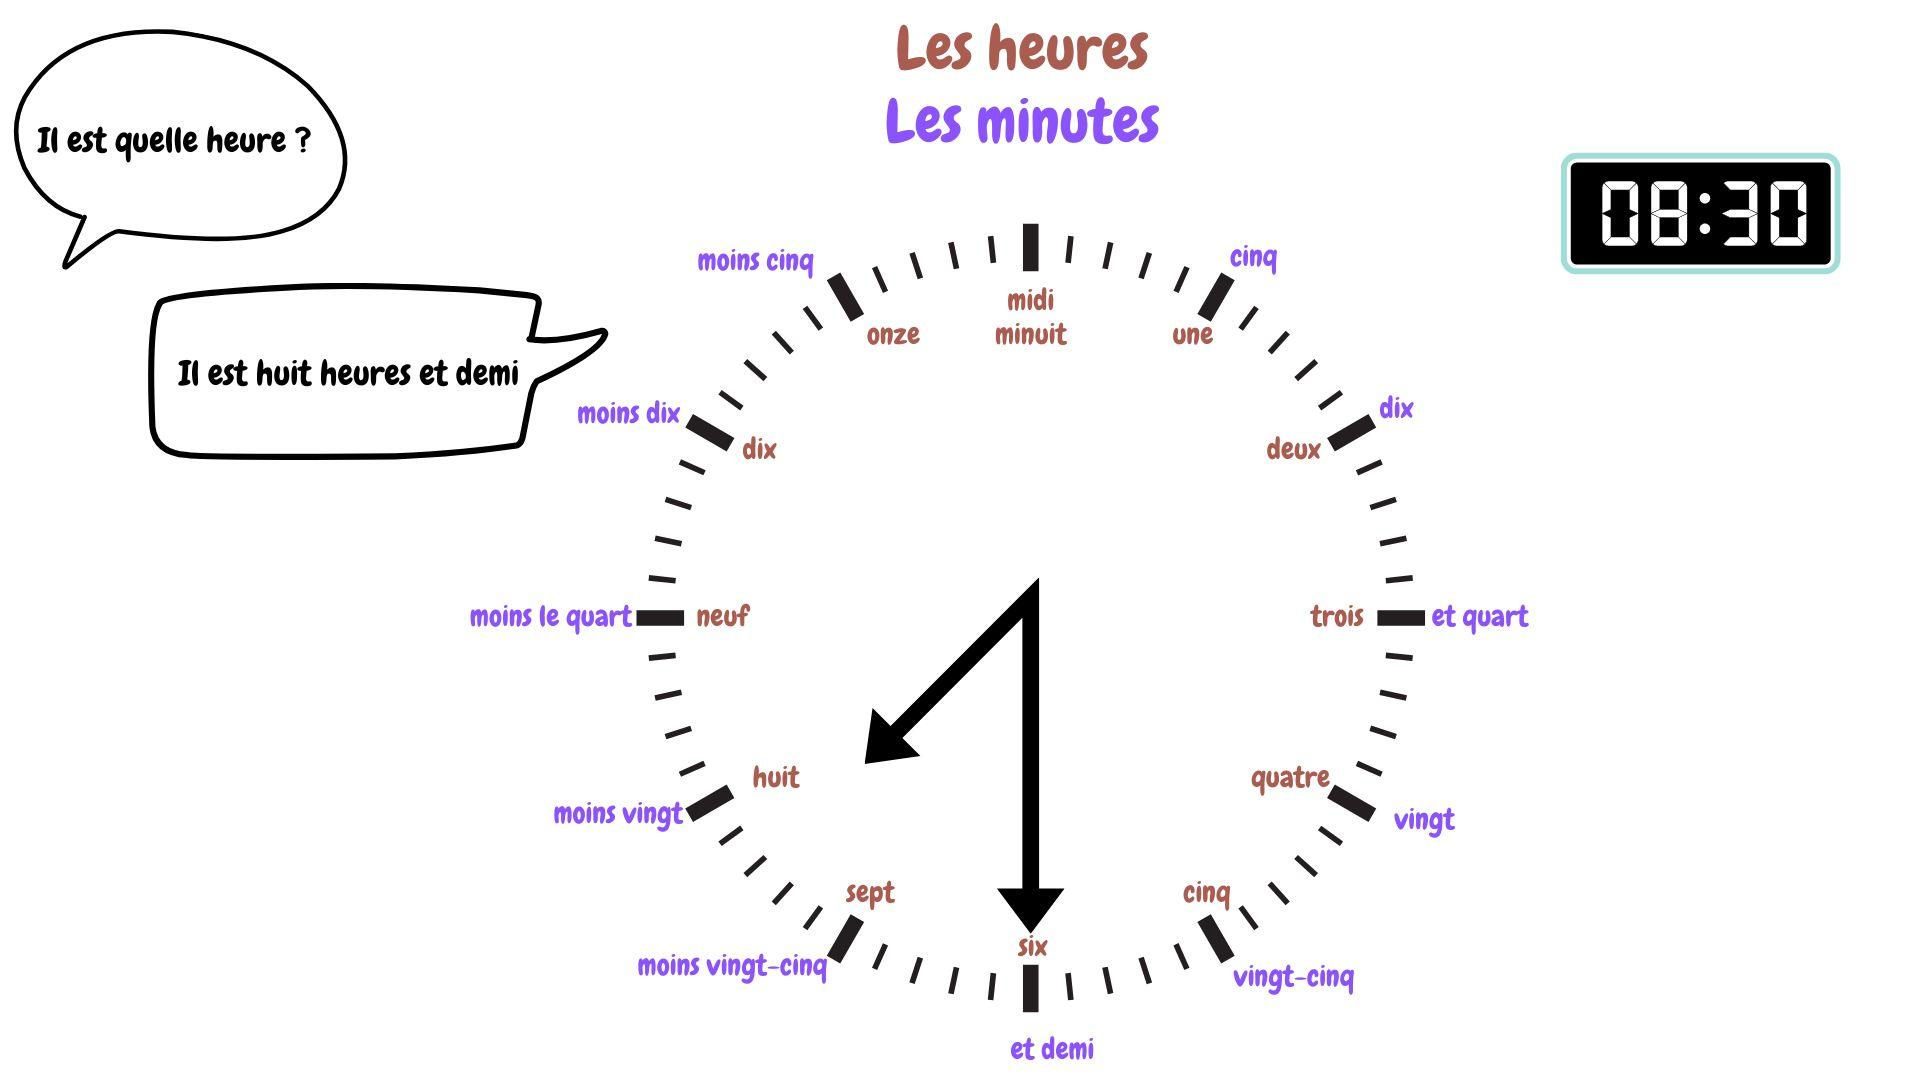 Les heures
Les minutes
Il est quelle heure ?
08:30
Il est huit heures et demi
moins cinq
cinq
midi
minuit
onze
une
moins dix
dix
dix
deux
moins le quart
neuf
trois
et quart
huit
quatre
moins vingt
vingt
sept
cinq
six
moins vingt-cinq
vingt-cinq
et demi